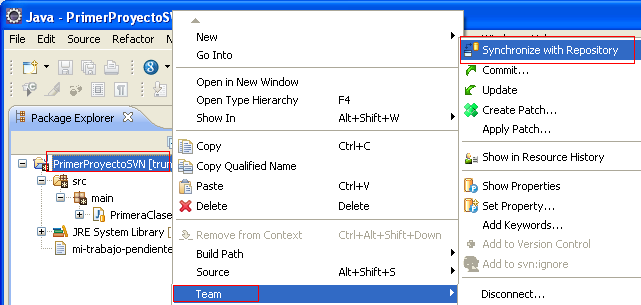 Java - PrimerProyectoSV
File Edit Source Refactor N
Package Explorer
PrimerProyectoSVN [trun
src
main
PrimeraClase
JRE System Library [
mi-trabajo-pendiente
New
Go Into
Open in New Window
Open Type Hierarchy F4
Show In Alt+Shift+W
Copy Ctrl+C
Copy Qualified Name
Paste Ctrl+V
Delete Delete
Remove from Context Ctrl+Alt+Shift+Down
Build Path
Source Alt+Shift+S
Team
Synchronize with Repository
Commit...
Update
Create Patch...
Apply Patch...
Show in Resource History
Show Properties
Set Property...
Add Keywords...
Add to Version Control
Add to svn:ignore
Disconnect...